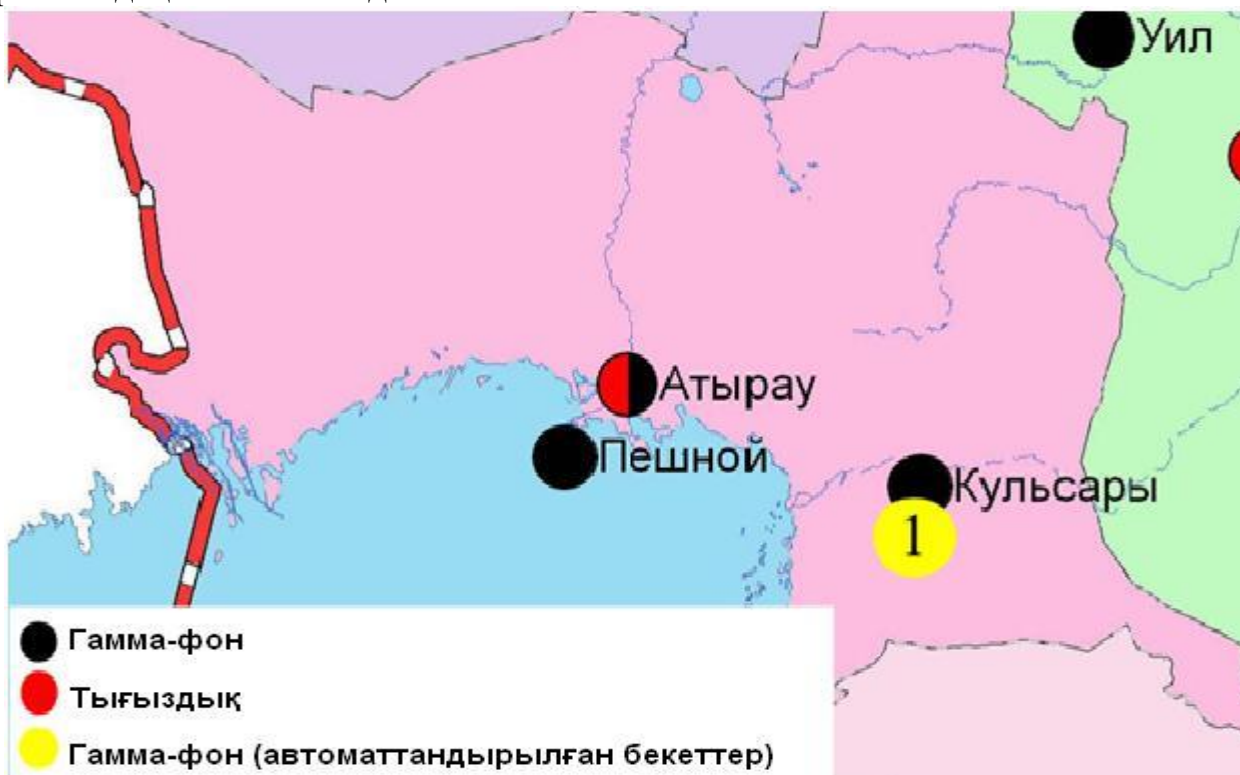 Уил
Атырау
Пешной
Кульсары
1
Гамма-фон
Тығыздық
Гамма-фон (автоматтандырылған бекеттер)